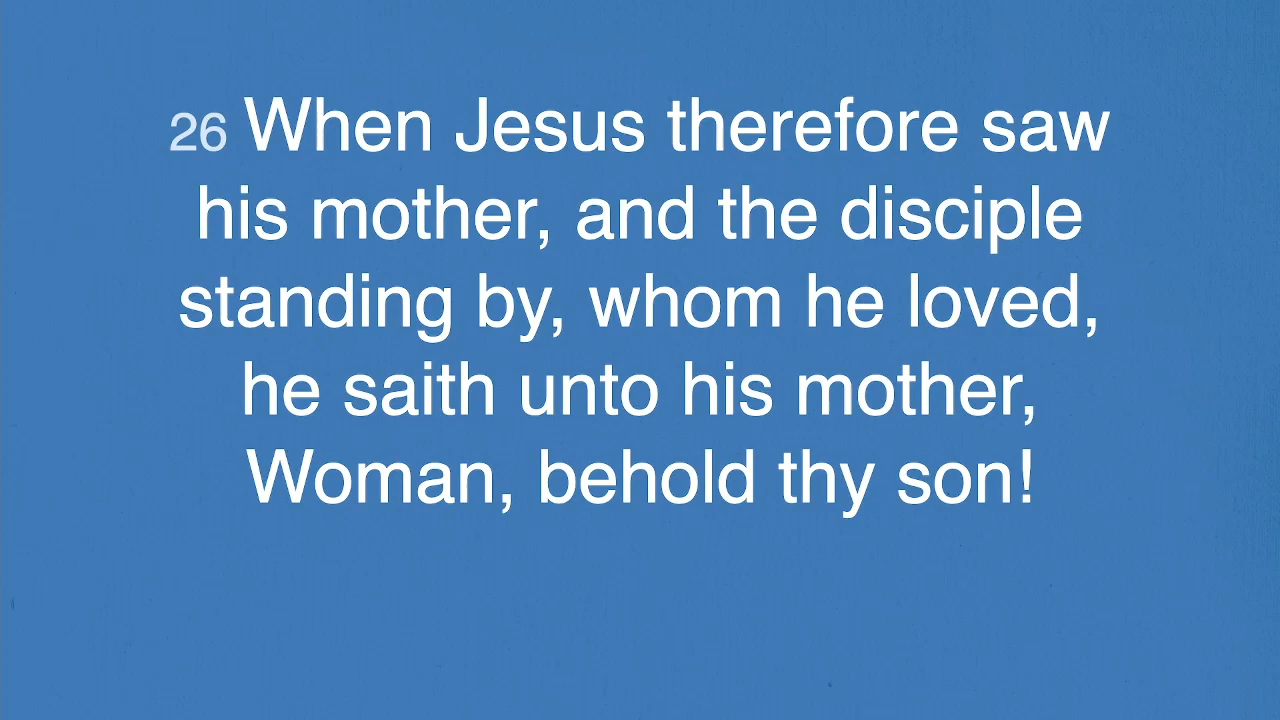 26 When Jesus therefore saw
his mother, and the disciple
standing by, whom he loved,
he saith unto his mother,
Woman, behold thy son!